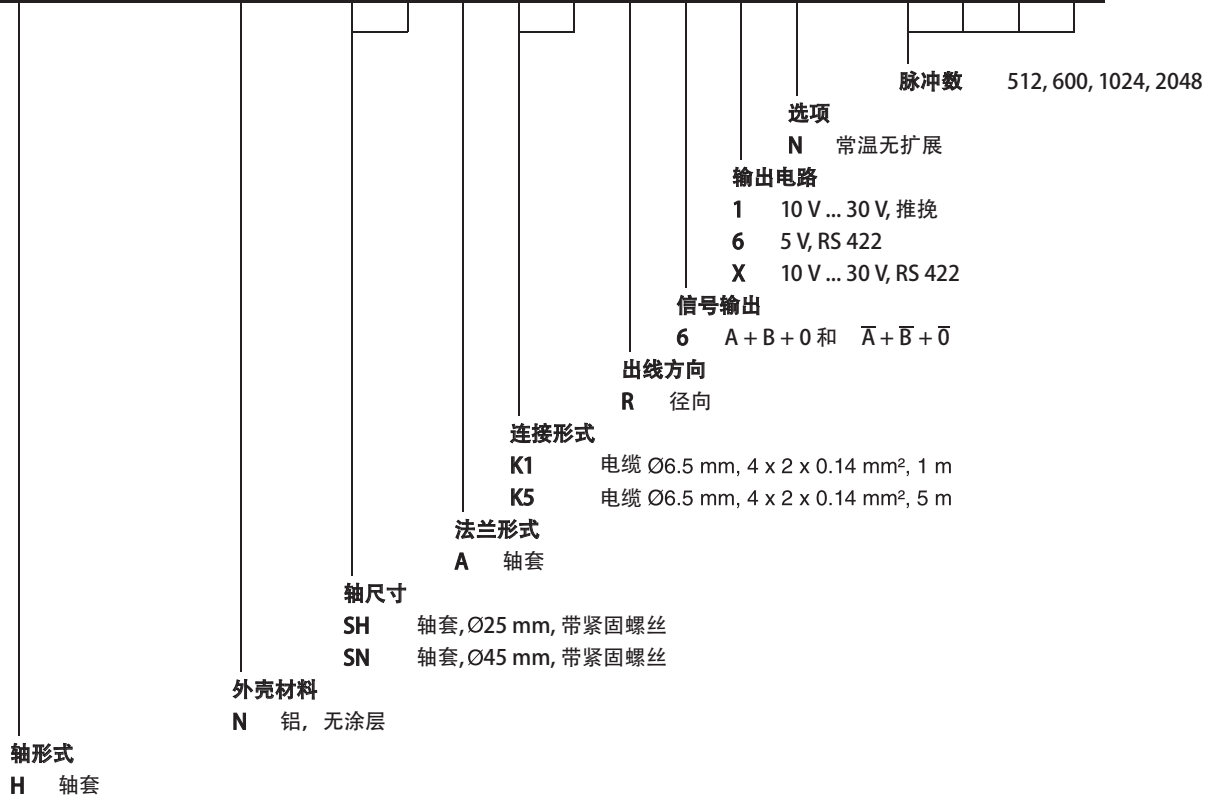 脉冲数 512, 600, 1024, 2048
选项
N 常温无扩展
输出电路
1 10 V ... 30 V, 推挽
6 5 V, RS 422
X 10 V ... 30 V, RS 422
信号输出
6 A + B + 0 和 A̅ + B̅ + 0̅
出线方向
R 径向
连接形式
K1 电缆 Ø6.5 mm, 4 x 2 x 0.14 mm², 1 m
K5 电缆 Ø6.5 mm, 4 x 2 x 0.14 mm², 5 m
法兰形式
A 轴套
轴尺寸
SH 轴套, Ø25 mm, 带紧固螺丝
SN 轴套, Ø45 mm, 带紧固螺丝
外壳材料
N 铝, 无涂层
轴形式
H 轴套